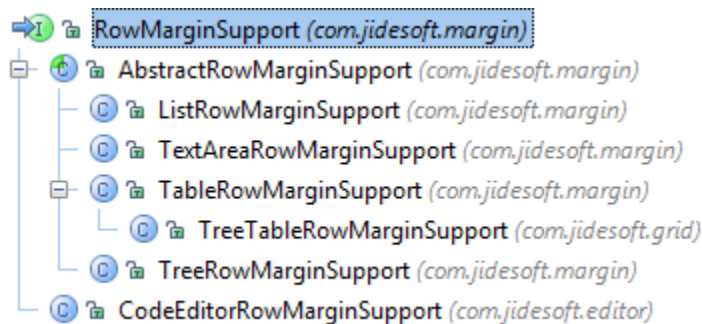 RowMarginSupport (com.jidesoft.margin)
AbstractRowMarginSupport (com.jidesoft.margin)
ListRowMarginSupport (com.jidesoft.margin)
TextAreaRowMarginSupport (com.jidesoft.margin)
TableRowMarginSupport (com.jidesoft.margin)
TreeTableRowMarginSupport (com.jidesoft.grid)
TreeRowMarginSupport (com.jidesoft.margin)
CodeEditorRowMarginSupport (com.jidesoft.editor)